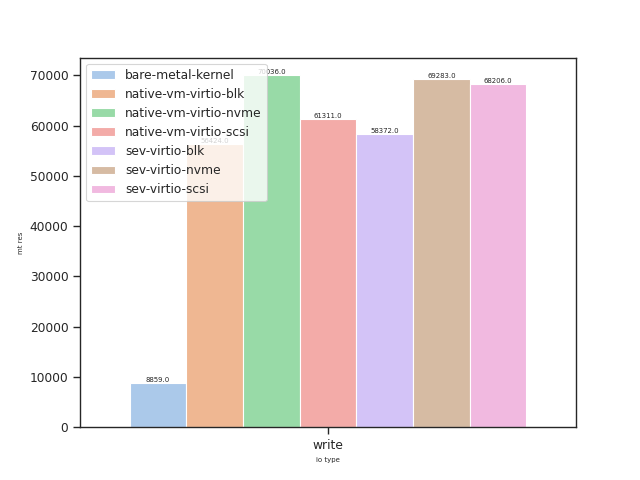 bare-metal-kernel
native-vm-virtio-blk
native-vm-virtio-nvme
native-vm-virtio-scsi
sev-virtio-blk
sev-virtio-nvme
sev-virtio-scsi
70000
60000
50000
40000
30000
20000
10000
0
mt res
8859.0
61311.0
58372.0
69283.0
68206.0
write
io type